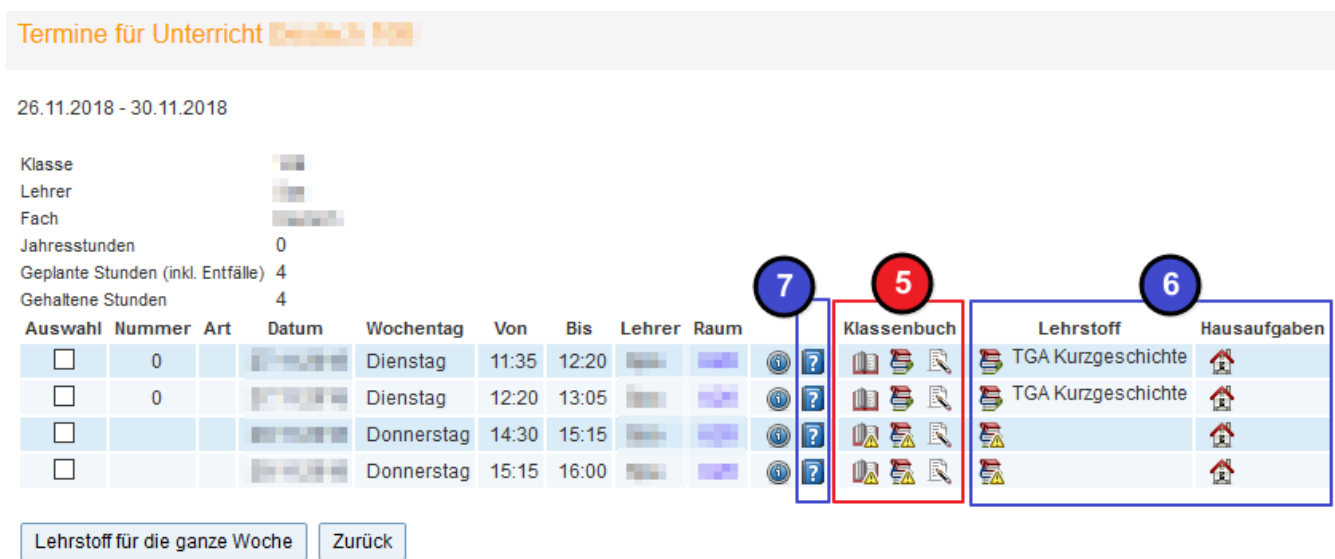 Termine für Unterricht
26.11.2018 - 30.11.2018
Klasse
Lehrer
Fach
Jahresstunden 0
Geplante Stunden (inkl. Entfälle) 4
Gehaltene Stunden 4
7 5 6
Auswahl Nummer Art Datum Wochentag Von Bis Lehrer Raum Klassenbuch Lehrstoff Hausaufgaben
0 Dienstag 11:35 12:20 TGA Kurzgeschichte
0 Dienstag 12:20 13:05 TGA Kurzgeschichte
Donnerstag 14:30 15:15
Donnerstag 15:15 16:00
Lehrstoff für die ganze Woche Zurück